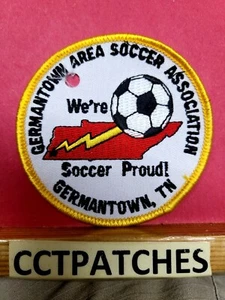 GERMANTOWN AREA SOCCER ASSOCIATION
We're
Soccer Proud!
GERMANTOWN, TN
CCTPATCHES